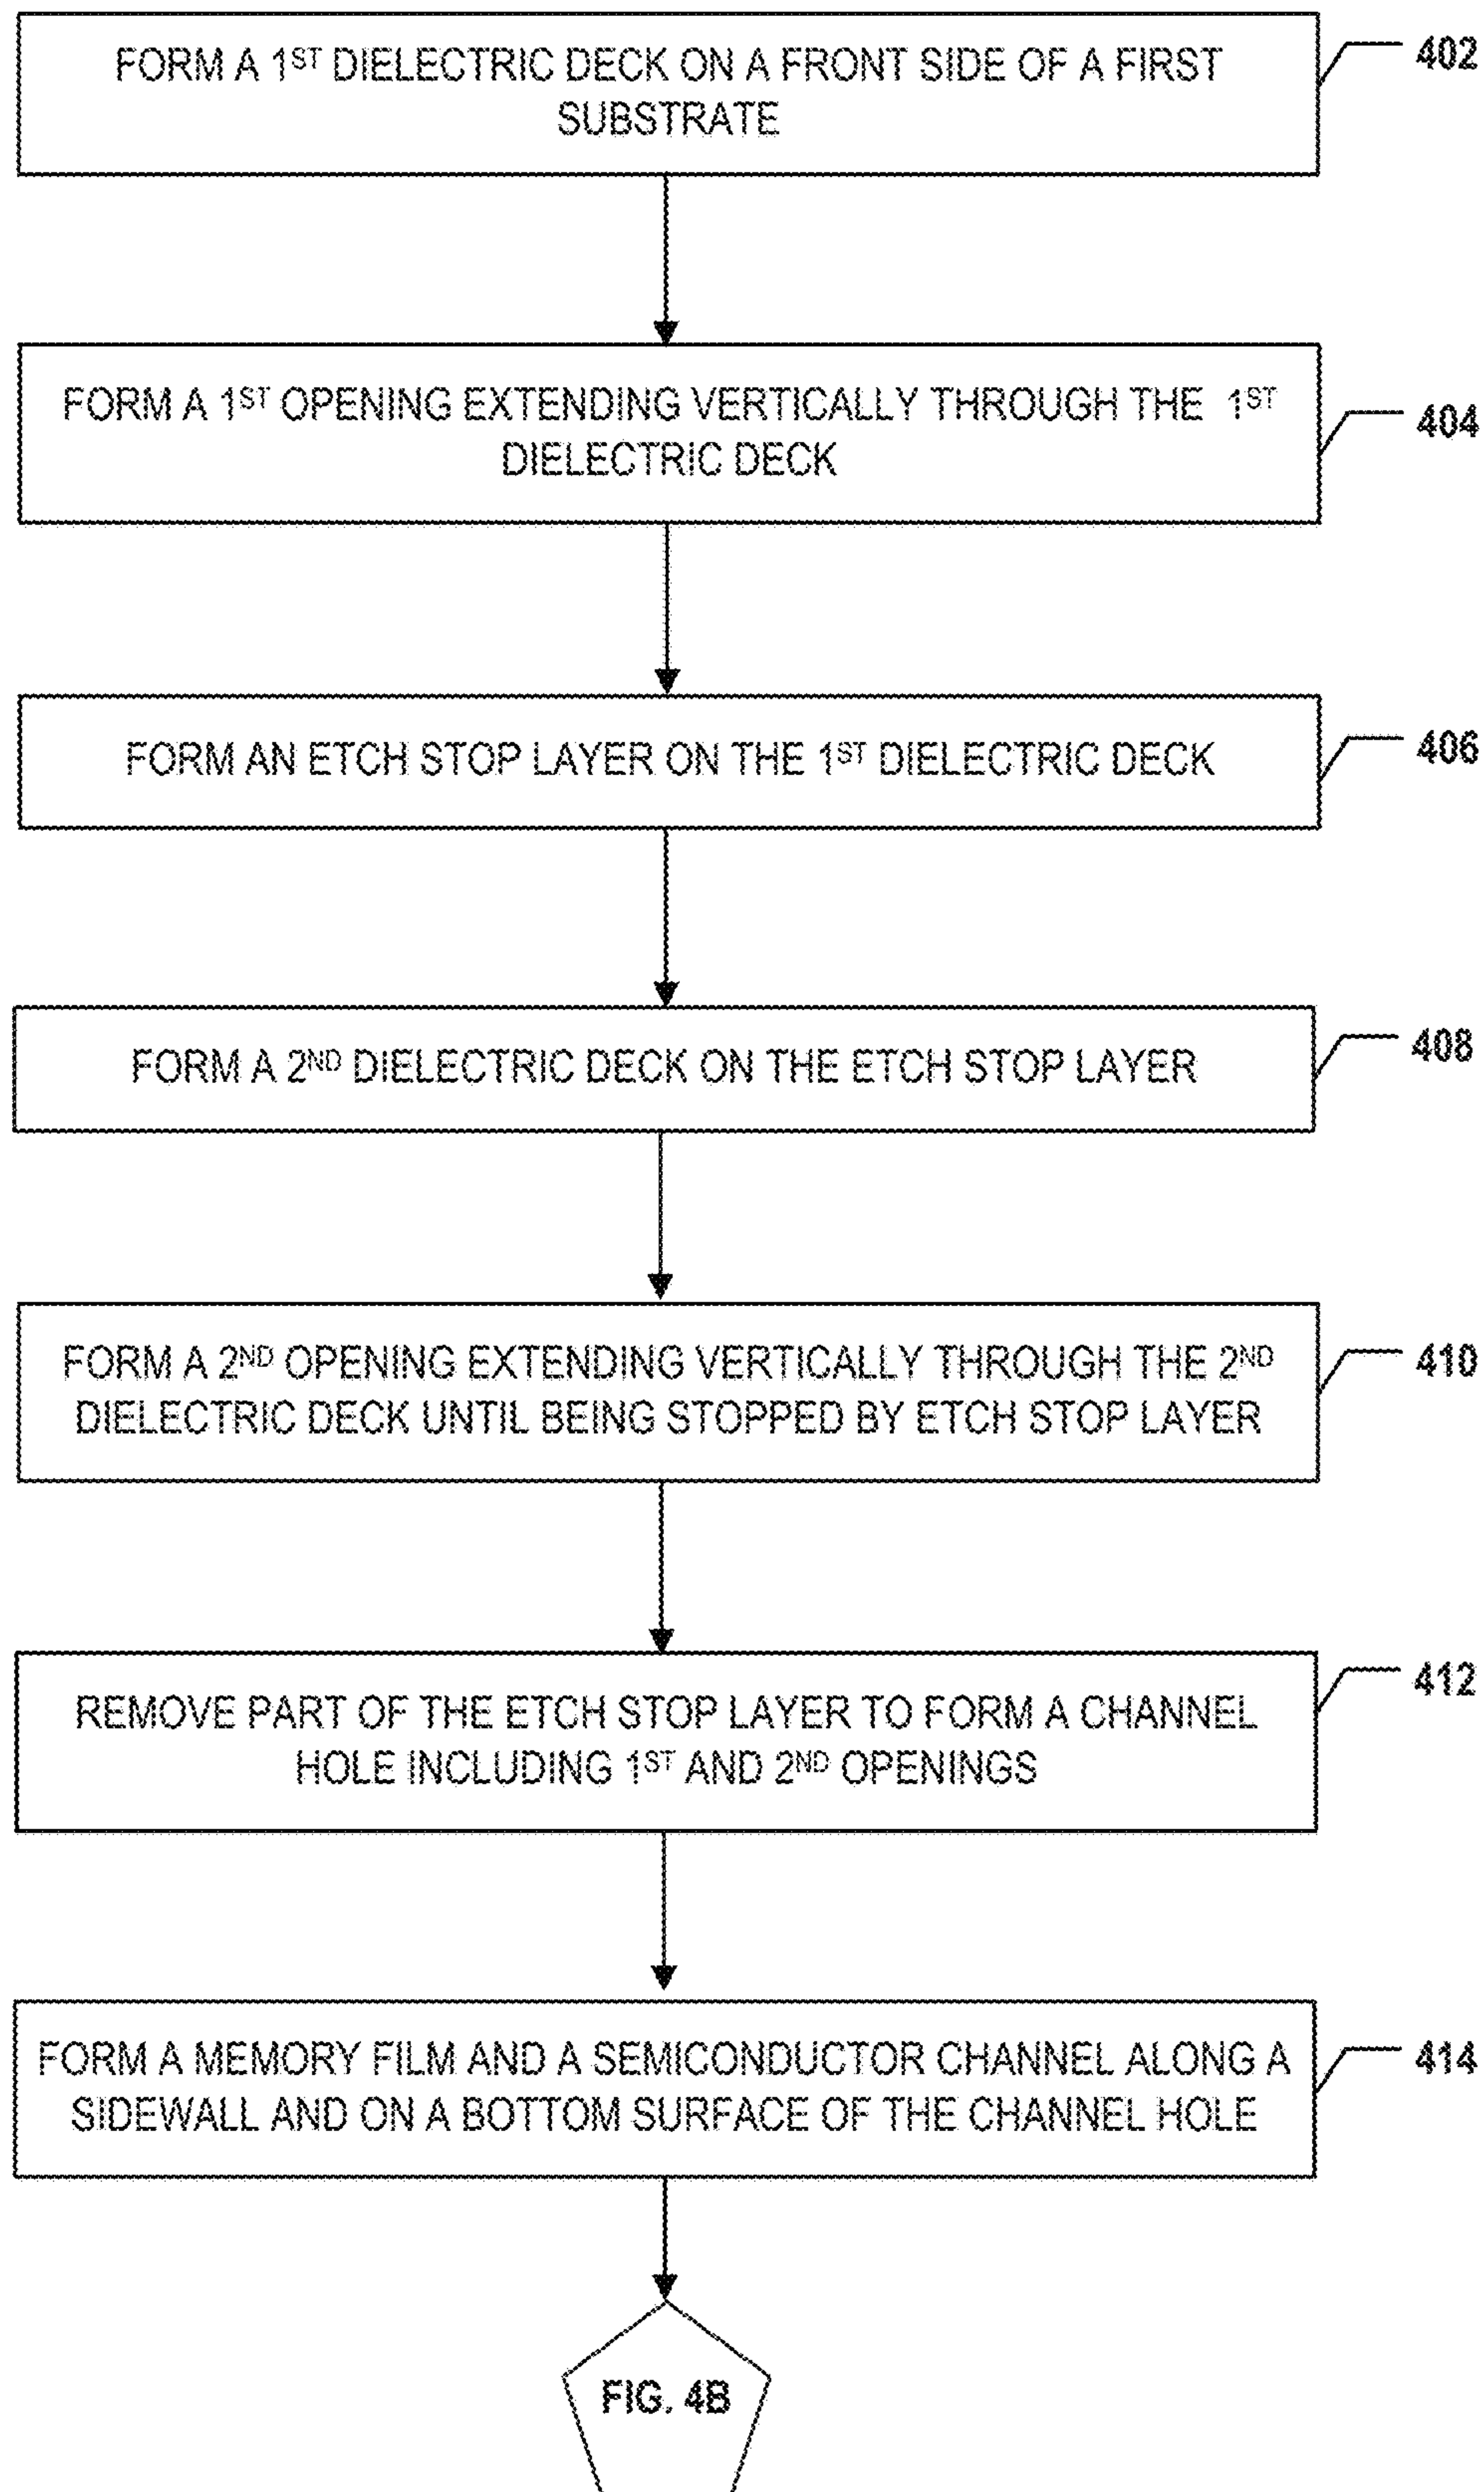 FORM A 1ST DIELECTRIC DECK ON A FRONT SIDE OF A FIRST
SUBSTRATE
402
FORM A 1ST OPENING EXTENDING VERTICALLY THROUGH THE 1ST
DIELECTRIC DECK
404
FORM AN ETCH STOP LAYER ON THE 1ST DIELECTRIC DECK
406
FORM A 2ND DIELECTRIC DECK ON THE ETCH STOP LAYER
408
FORM A 2ND OPENING EXTENDING VERTICALLY THROUGH THE 2ND
DIELECTRIC DECK UNTIL BEING STOPPED BY ETCH STOP LAYER
410
REMOVE PART OF THE ETCH STOP LAYER TO FORM A CHANNEL
HOLE INCLUDING 1ST AND 2ND OPENINGS
412
FORM A MEMORY FILM AND A SEMICONDUCTOR CHANNEL ALONG A
SIDEWALL AND ON A BOTTOM SURFACE OF THE CHANNEL HOLE
414
FIG. 4B